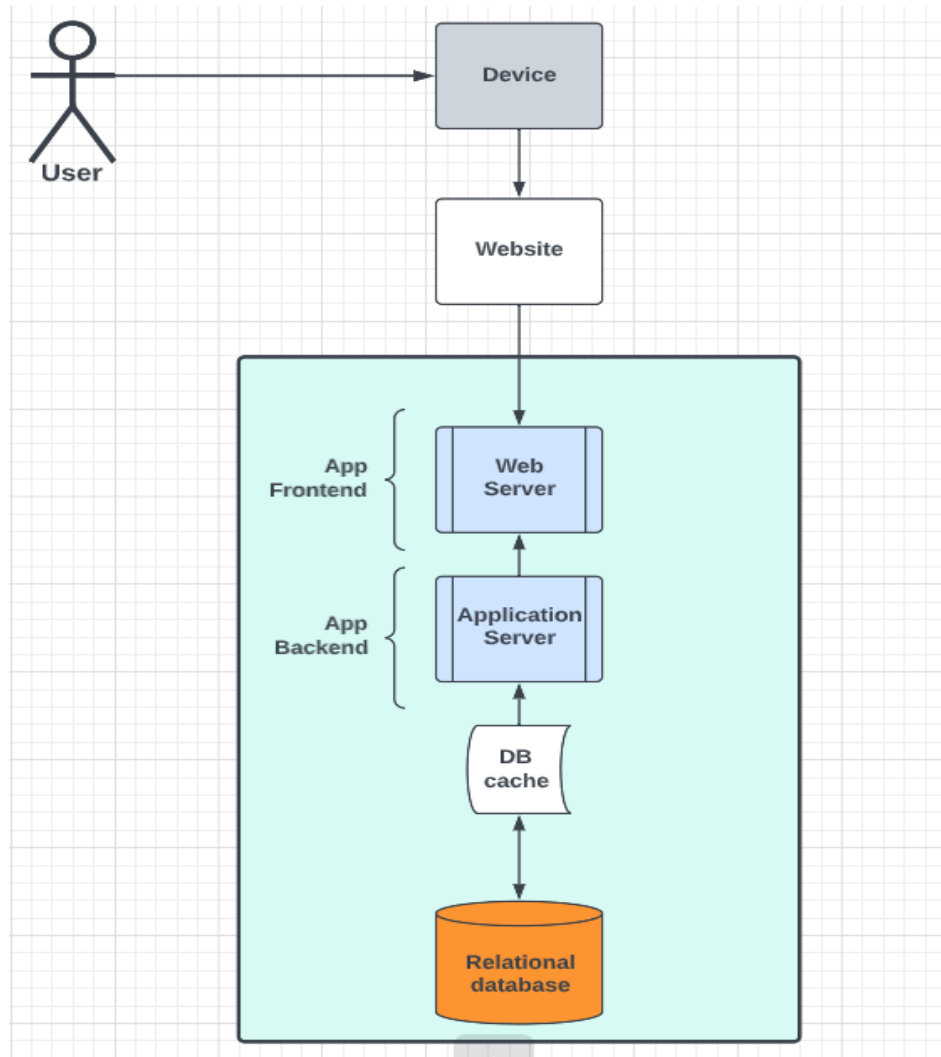 Device
User
Website
App
Frontend
Web
Server
App
Backend
Application
Server
DB
cache
Relational
database